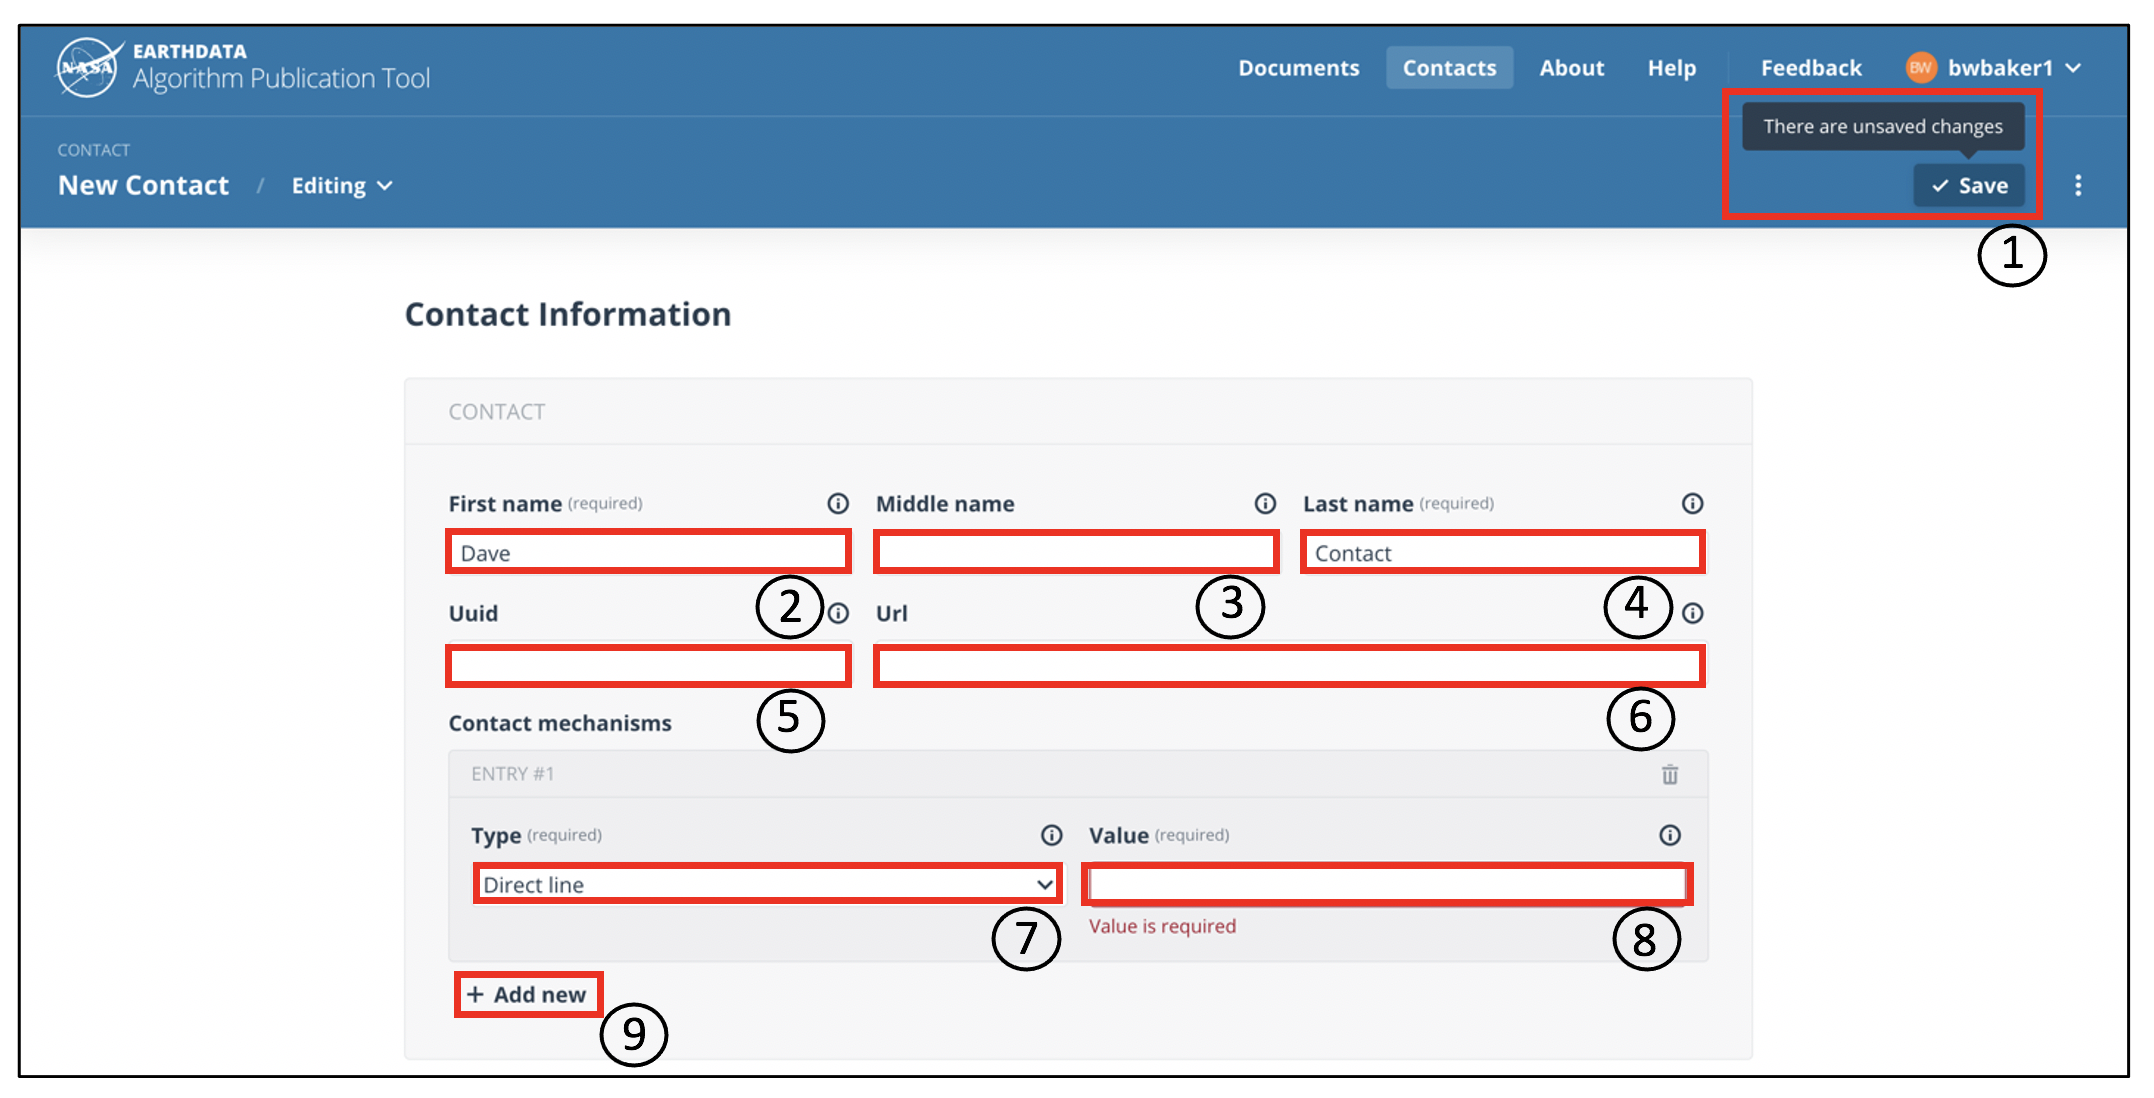 NASA
EARTHDATA
Algorithm Publication Tool
Documents Contacts About Help Feedback BW bwbaker1
There are unsaved changes
CONTACT
New Contact / Editing
Save
1
Contact Information
CONTACT
First name (required) Middle name Last name (required)
Dave Contact
2 3 4
Uuid Url
5 6
Contact mechanisms
ENTRY #1
Type (required) Value (required)
Direct line
Value is required
7 8
+ Add new
9